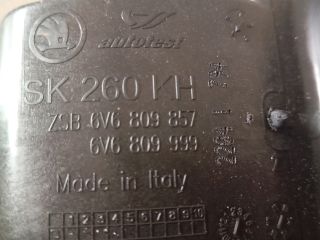 autotest
SK 260 KH
ZSB 6V6 809 857
6V6 809 999
Made in Italy
1 2 3 4 5 6 7 8 9 10